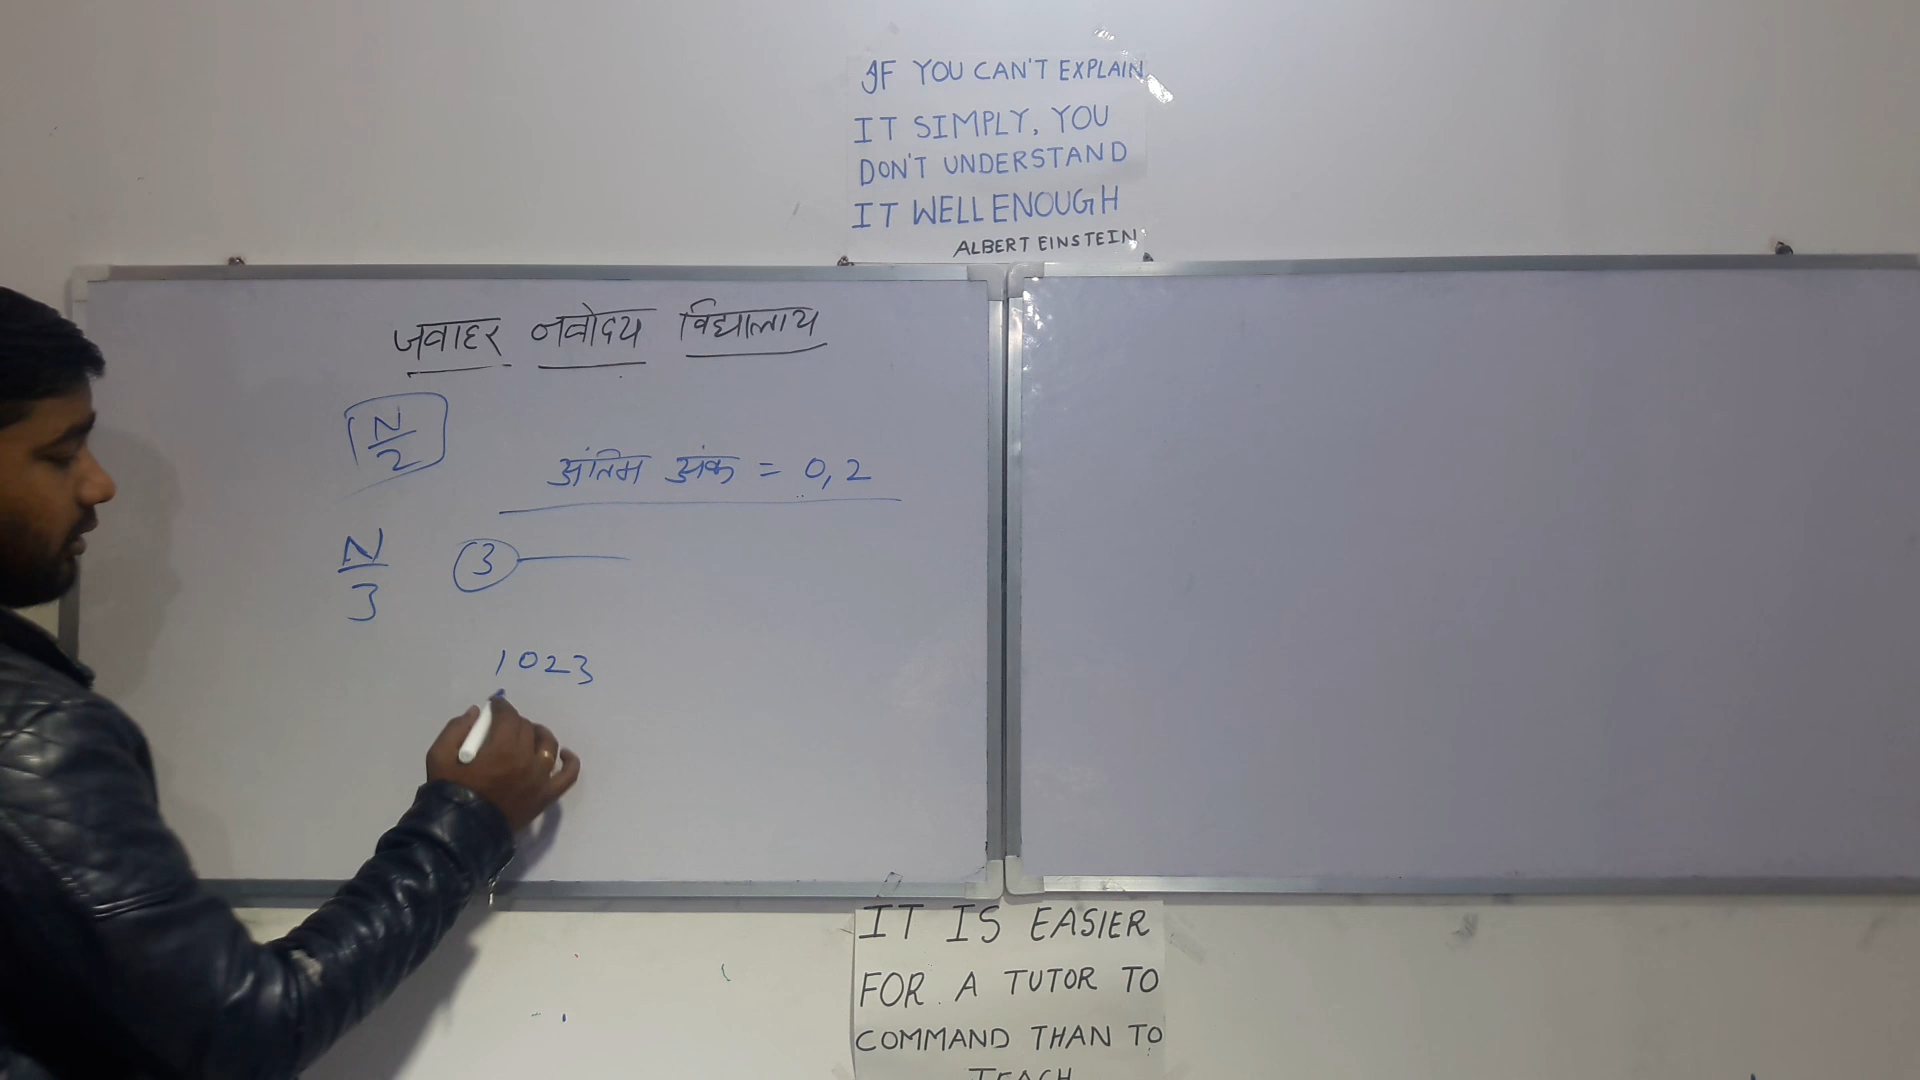 IF YOU CAN'T EXPLAIN
IT SIMPLY, YOU
DON'T UNDERSTAND
IT WELL ENOUGH
ALBERT EINSTEIN
जवाहर नवोदय विद्यालाय
N/2
अंतिम अंक = 0,2
N/3 3
1023
IT IS EASIER
FOR A TUTOR TO
COMMAND THAN TO
TEACH